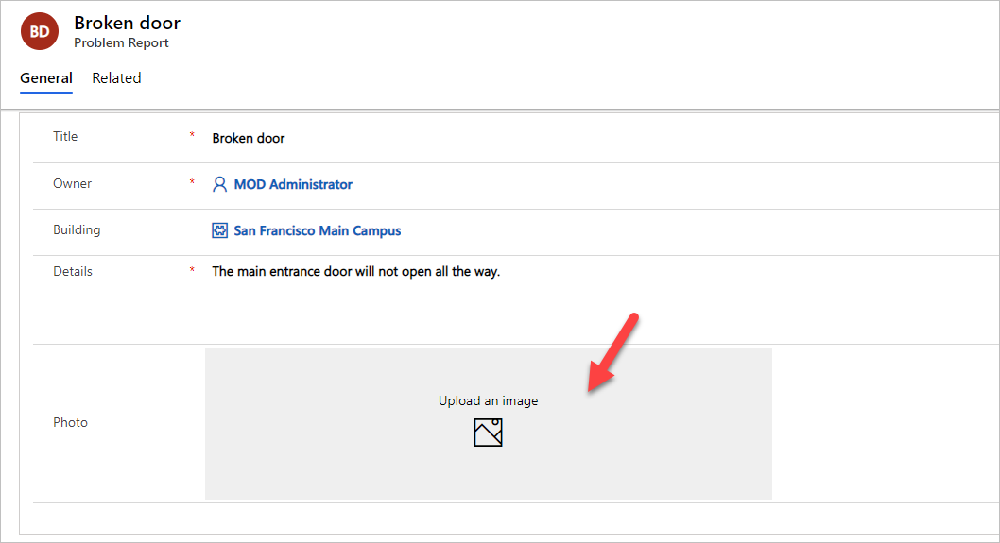 BD
Broken door
Problem Report
General Related
Title * Broken door
Owner * MOD Administrator
Building San Francisco Main Campus
Details * The main entrance door will not open all the way.
Upload an image
Photo